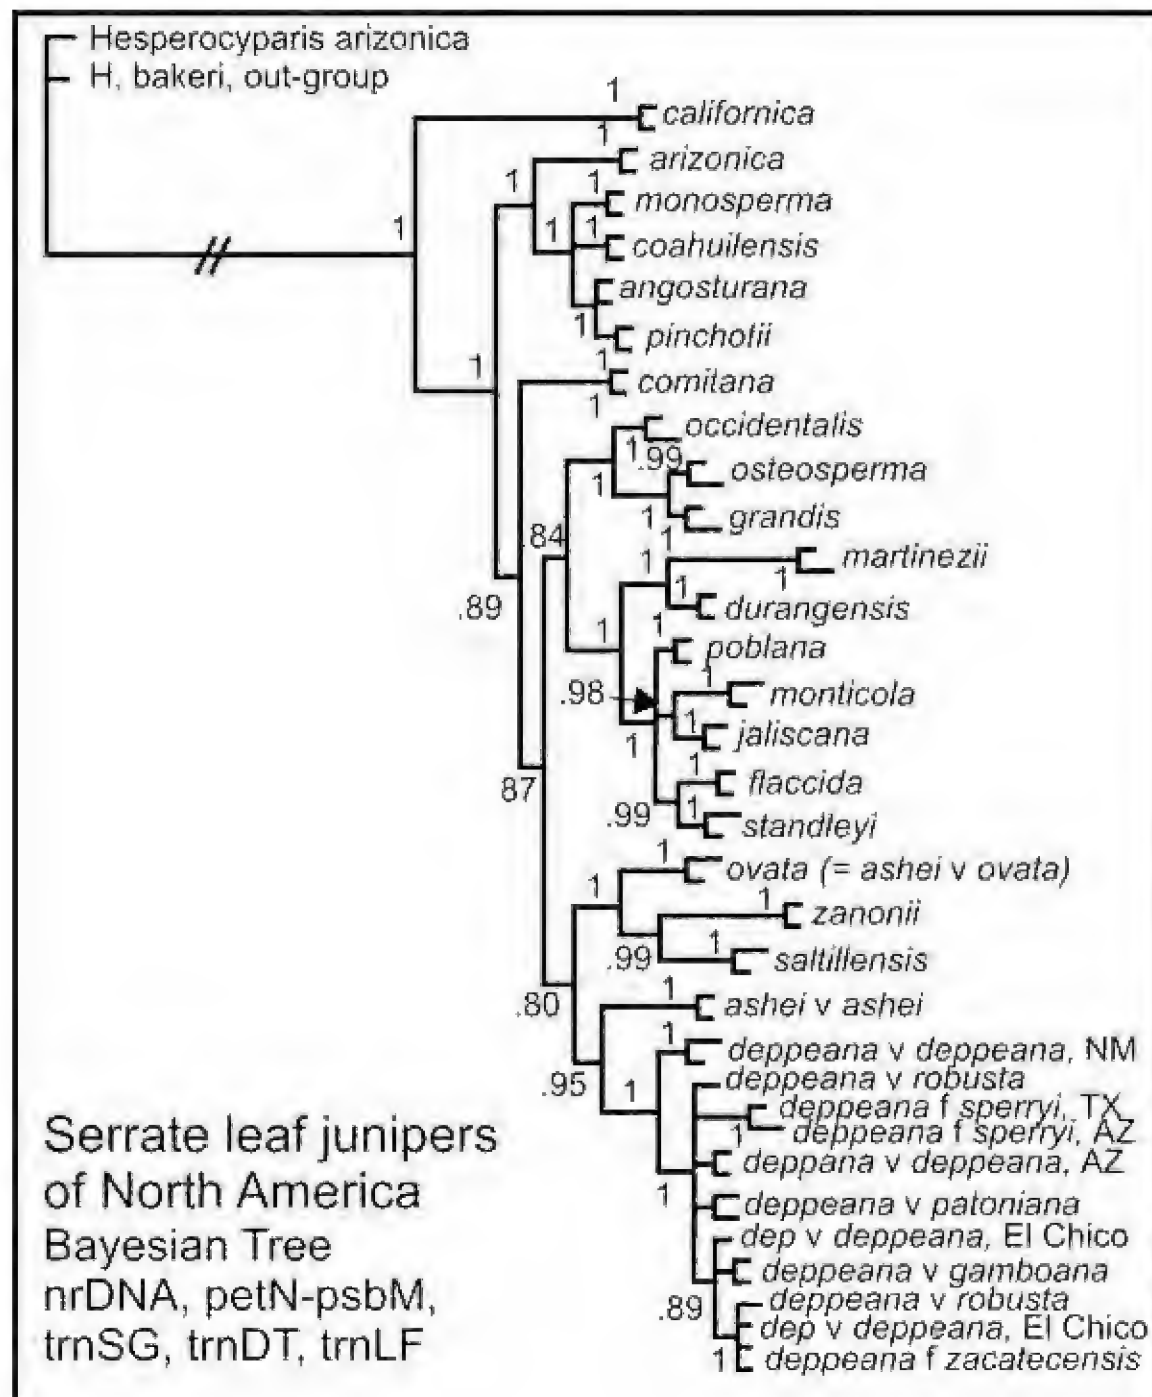 Hesperocyparis arizonica
H. bakeri, out-group
1
californica
1
arizonica
1
1
monosperma
1
1
coahuilensis
1
angosturana
1
pinchotii
1
1
comitana
1
occidentalis
1
.99
osteosperma
1
1
grandis
.84
1
1
martinezii
1
1
durangensis
.89
1
1
poblana
.98
1
monticola
1
jaliscana
1
1
flaccida
87
.99
1
standleyi
1
ovata (= ashei v ovata)
1
1
zanonii
.99
1
saltillensis
.80
1
ashei v ashei
1
deppeana v deppeana, NM
.95
1
deppeana v robusta
deppeana f sperryi, TX
1
deppeana f sperryi, AZ
deppana v deppeana, AZ
1
deppeana v patoniana
dep v deppeana, El Chico
deppeana v gamboana
.89
deppeana v robusta
dep v deppeana, El Chico
1
deppeana f zacatecensis
Serrate leaf junipers
of North America
Bayesian Tree
nrDNA, petN-psbM,
trnSG, trnDT, trnLF